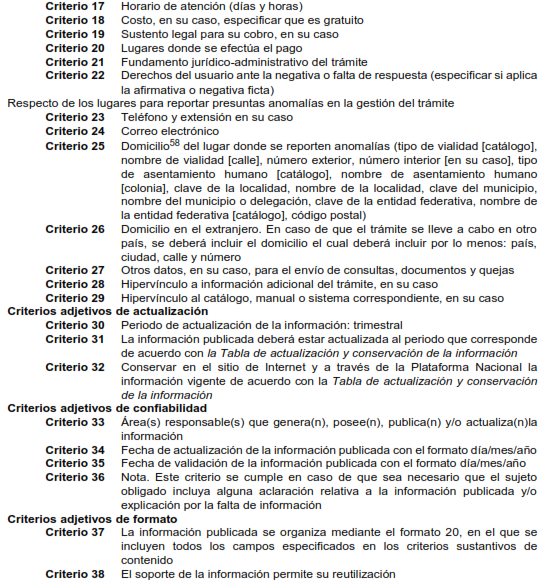 Criterio 17 Horario de atención (días y horas)
Criterio 18 Costo, en su caso, especificar que es gratuito
Criterio 19 Sustento legal para su cobro, en su caso
Criterio 20 Lugares donde se efectúa el pago
Criterio 21 Fundamento jurídico-administrativo del trámite
Criterio 22 Derechos del usuario ante la negativa o falta de respuesta (especificar si aplica
la afirmativa o negativa ficta)
Respecto de los lugares para reportar presuntas anomalías en la gestión del trámite
Criterio 23 Teléfono y extensión en su caso
Criterio 24 Correo electrónico
Criterio 25 Domicilio58 del lugar donde se reporten anomalías (tipo de vialidad [catálogo],
nombre de vialidad [calle], número exterior, número interior [en su caso], tipo
de asentamiento humano [catálogo], nombre de asentamiento humano
[colonia], clave de la localidad, nombre de la localidad, clave del municipio,
nombre del municipio o delegación, clave de la entidad federativa, nombre de
la entidad federativa [catálogo], código postal)
Criterio 26 Domicilio en el extranjero. En caso de que el trámite se lleve a cabo en otro
país, se deberá incluir el domicilio el cual deberá incluir por lo menos: país,
ciudad, calle y número
Criterio 27 Otros datos, en su caso, para el envío de consultas, documentos y quejas
Criterio 28 Hipervínculo a información adicional del trámite, en su caso
Criterio 29 Hipervínculo al catálogo, manual o sistema correspondiente, en su caso
Criterios adjetivos de actualización
Criterio 30 Periodo de actualización de la información: trimestral
Criterio 31 La información publicada deberá estar actualizada al periodo que corresponde
de acuerdo con la Tabla de actualización y conservación de la información
Criterio 32 Conservar en el sitio de Internet y a través de la Plataforma Nacional la
información vigente de acuerdo con la Tabla de actualización y conservación
de la información
Criterios adjetivos de confiabilidad
Criterio 33 Área(s) responsable(s) que genera(n), posee(n), publica(n) y/o actualiza(n)la
información
Criterio 34 Fecha de actualización de la información publicada con el formato día/mes/año
Criterio 35 Fecha de validación de la información publicada con el formato día/mes/año
Criterio 36 Nota. Este criterio se cumple en caso de que sea necesario que el sujeto
obligado incluya alguna aclaración relativa a la información publicada y/o
explicación por la falta de información
Criterios adjetivos de formato
Criterio 37 La información publicada se organiza mediante el formato 20, en el que se
incluyen todos los campos especificados en los criterios sustantivos de
contenido
Criterio 38 El soporte de la información permite su reutilización